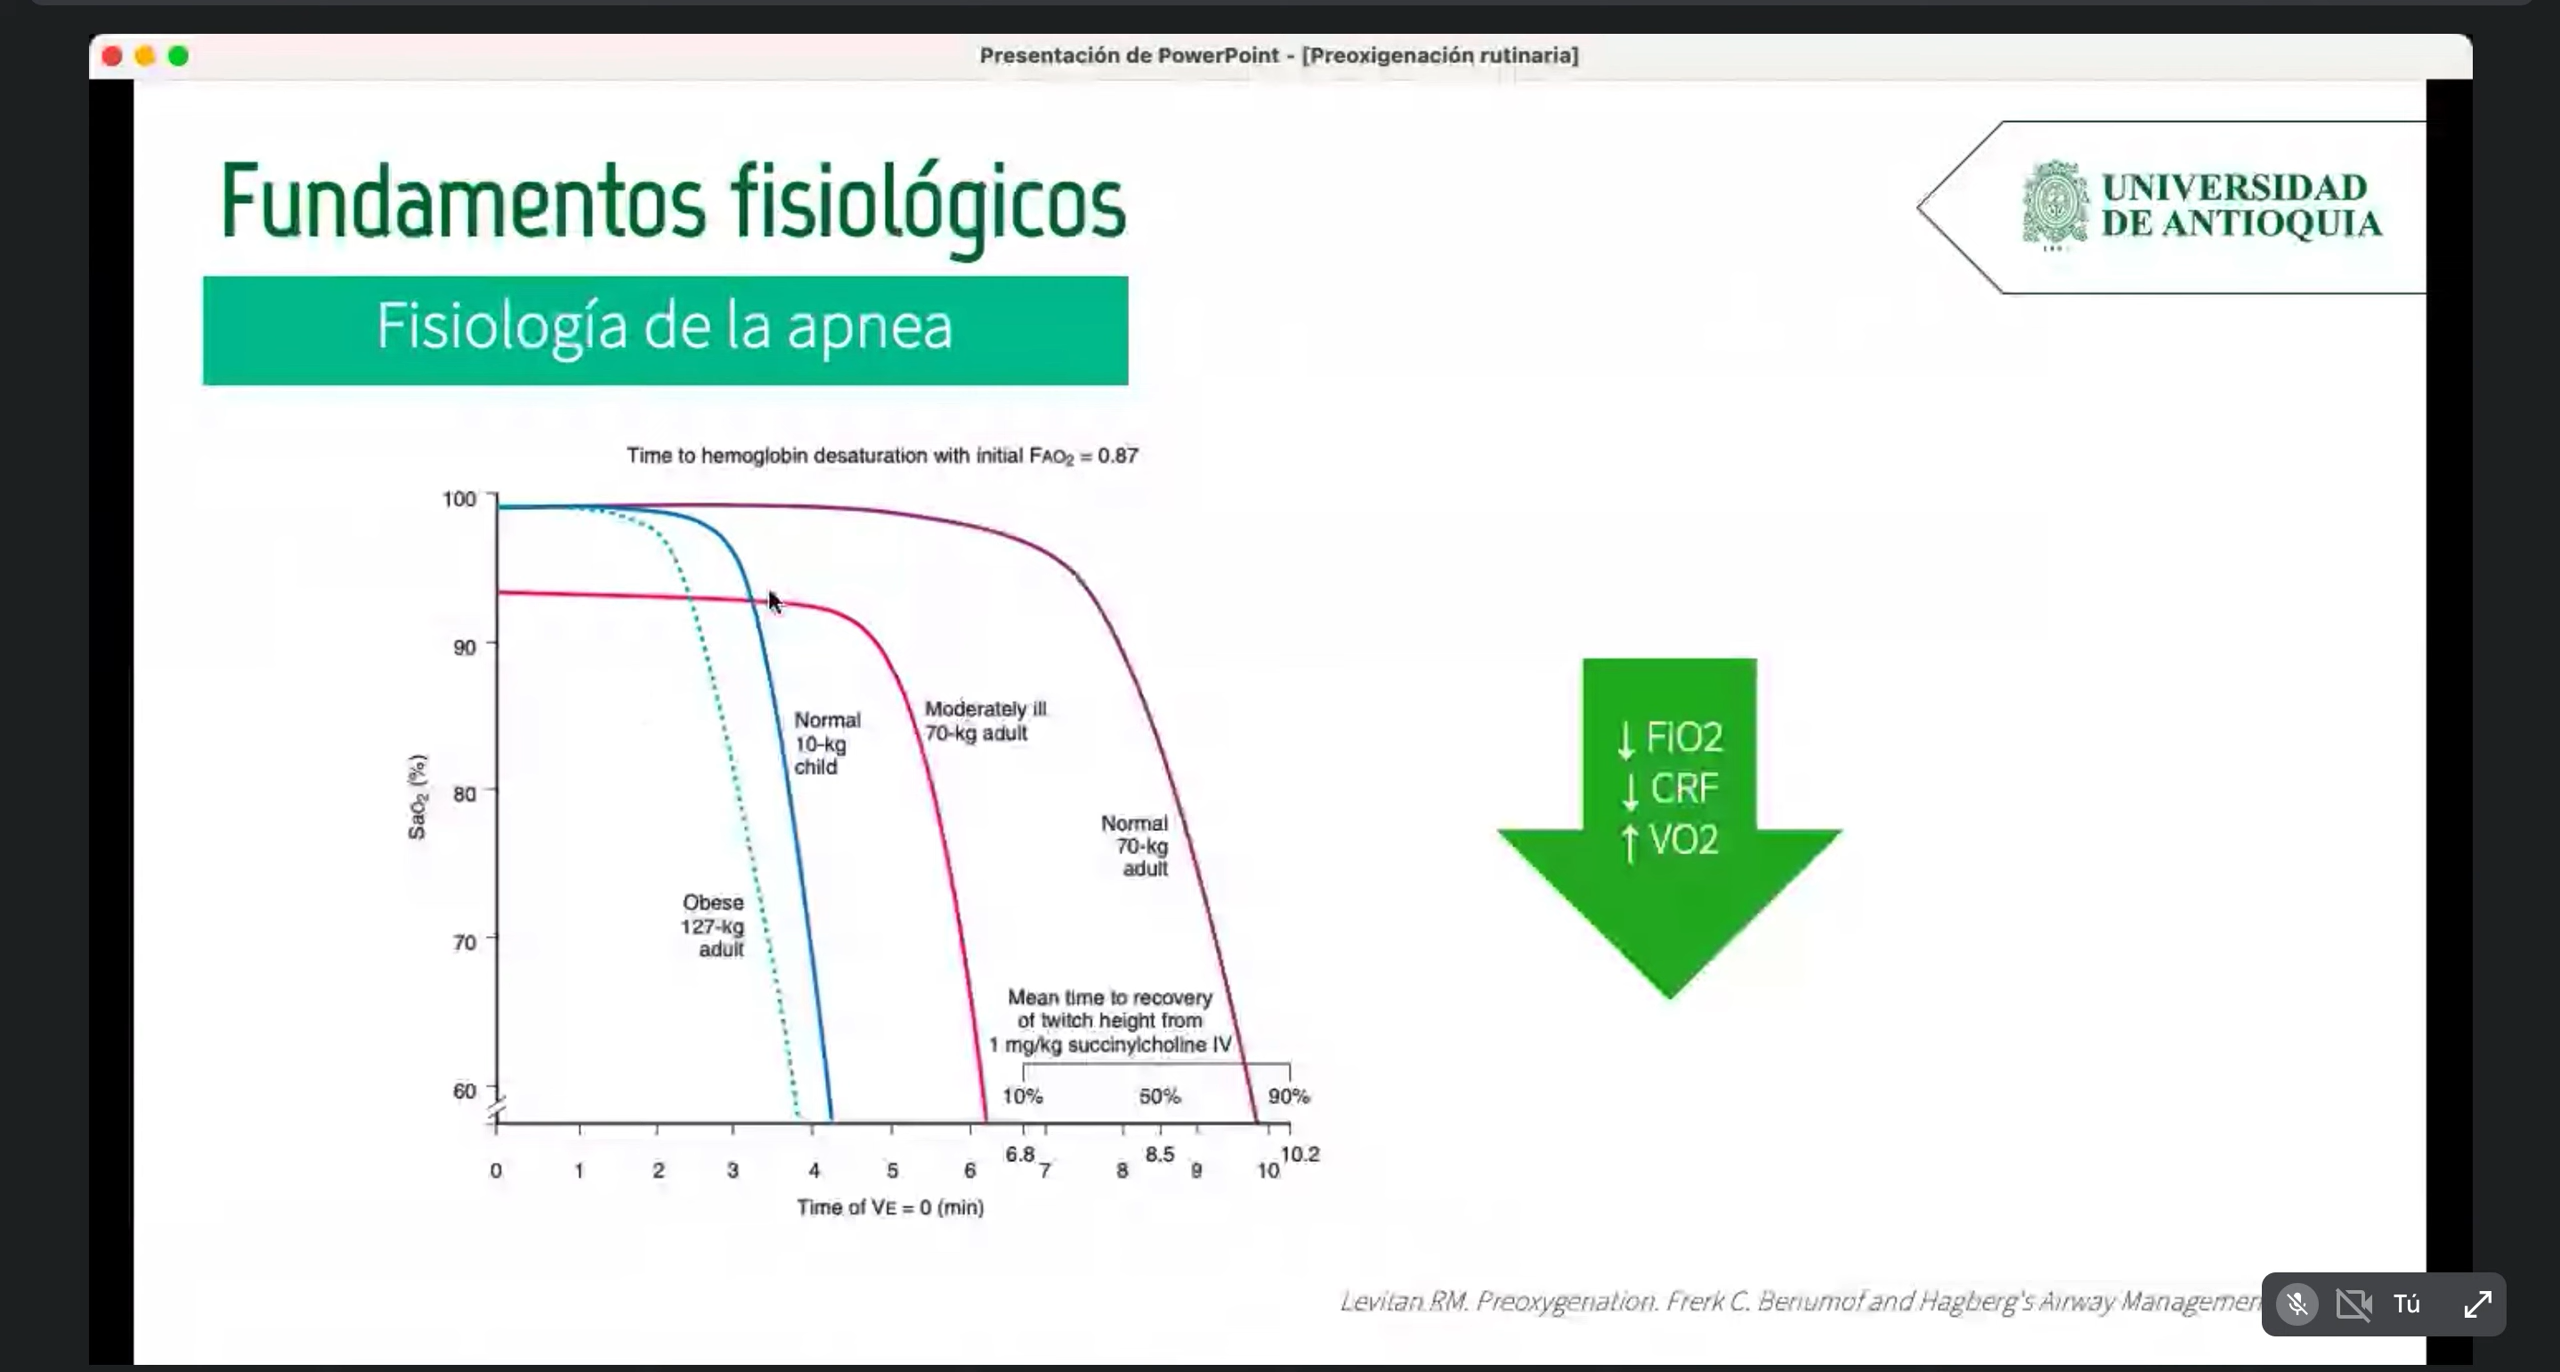 Presentación de PowerPoint - [Preoxigenación rutinaria]
Fundamentos fisiológicos
UNIVERSIDAD
DE ANTIOQUIA
Fisiología de la apnea
Time to hemoglobin desaturation with initial FAO₂ = 0.87
100
90
80
70
60
SaO₂ (%)
Normal
10-kg
child
Moderately ill
70-kg adult
Normal
70-kg
adult
Obese
127-kg
adult
Mean time to recovery
of twitch height from
1 mg/kg succinylcholine IV
10% 50% 90%
0 1 2 3 4 5 6 6.8 7 8 8.5 9 10 10.2
Time of VE = 0 (min)
↓ FIO2
↓ CRF
↑ VO2
Levitan RM. Preoxygenation. Frerk C. Benumof and Hagberg's Airway Managemen
Tú